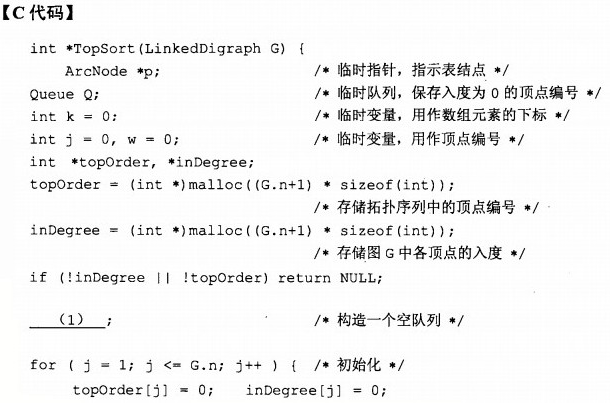 【C 代码】
int *TopSort(LinkedDigraph G) {
ArcNode *p; /* 临时指针，指示表结点 */
Queue Q; /* 临时队列，保存入度为 0 的顶点编号 */
int k = 0; /* 临时变量，用作数组元素的下标 */
int j = 0, w = 0; /* 临时变量，用作顶点编号 */
int *topOrder, *inDegree;
topOrder = (int *)malloc((G.n+1) * sizeof(int));
/* 存储拓扑序列中的顶点编号 */
inDegree = (int *)malloc((G.n+1) * sizeof(int));
/* 存储图 G 中各顶点的入度 */
if (!inDegree || !topOrder) return NULL;
（1） ; /* 构造一个空队列 */
for ( j = 1; j <= G.n; j++ ) { /* 初始化 */
topOrder[j] = 0; inDegree[j] = 0;